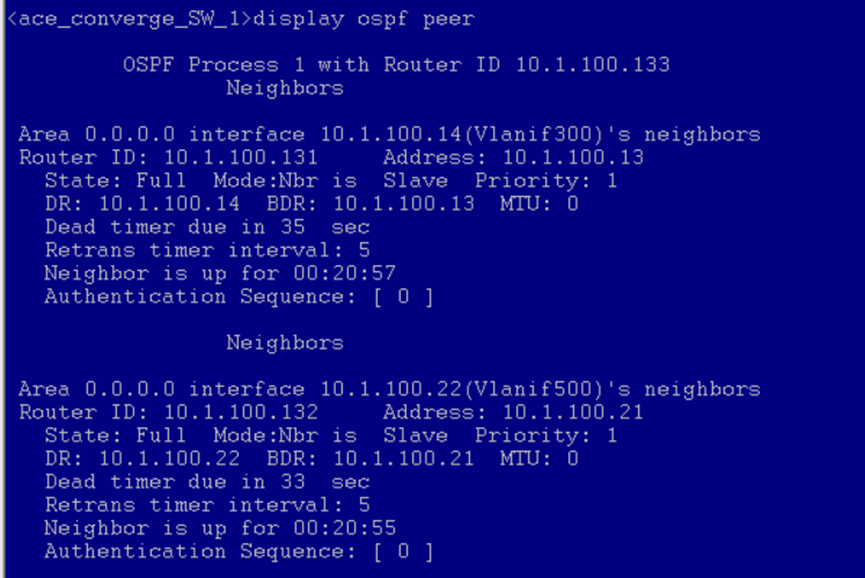 <ace_converge_SW_1>display ospf peer
OSPF Process 1 with Router ID 10.1.100.133
Neighbors
Area 0.0.0.0 interface 10.1.100.14(Vlanif300)'s neighbors
Router ID: 10.1.100.131 Address: 10.1.100.13
State: Full Mode:Nbr is Slave Priority: 1
DR: 10.1.100.14 BDR: 10.1.100.13 MTU: 0
Dead timer due in 35 sec
Retrans timer interval: 5
Neighbor is up for 00:20:57
Authentication Sequence: [ 0 ]
Neighbors
Area 0.0.0.0 interface 10.1.100.22(Vlanif500)'s neighbors
Router ID: 10.1.100.132 Address: 10.1.100.21
State: Full Mode:Nbr is Slave Priority: 1
DR: 10.1.100.22 BDR: 10.1.100.21 MTU: 0
Dead timer due in 33 sec
Retrans timer interval: 5
Neighbor is up for 00:20:55
Authentication Sequence: [ 0 ]